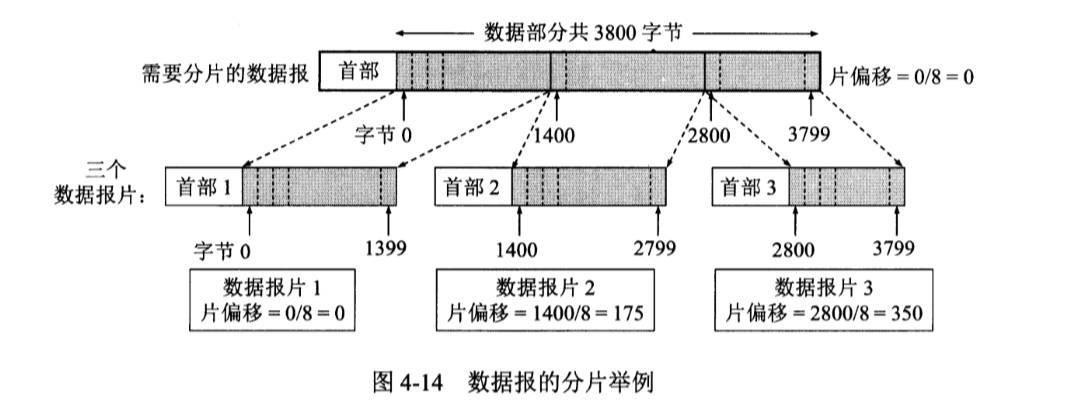 数据部分共 3800 字节
需要分片的数据报
首部
片偏移 = 0/8 = 0
字节 0
1400
2800
3799
三个
数据报片：
首部 1
首部 2
首部 3
字节 0
1399
1400
2799
2800
3799
数据报片 1
片偏移 = 0/8 = 0
数据报片 2
片偏移 = 1400/8 = 175
数据报片 3
片偏移 = 2800/8 = 350
图 4-14 数据报的分片举例